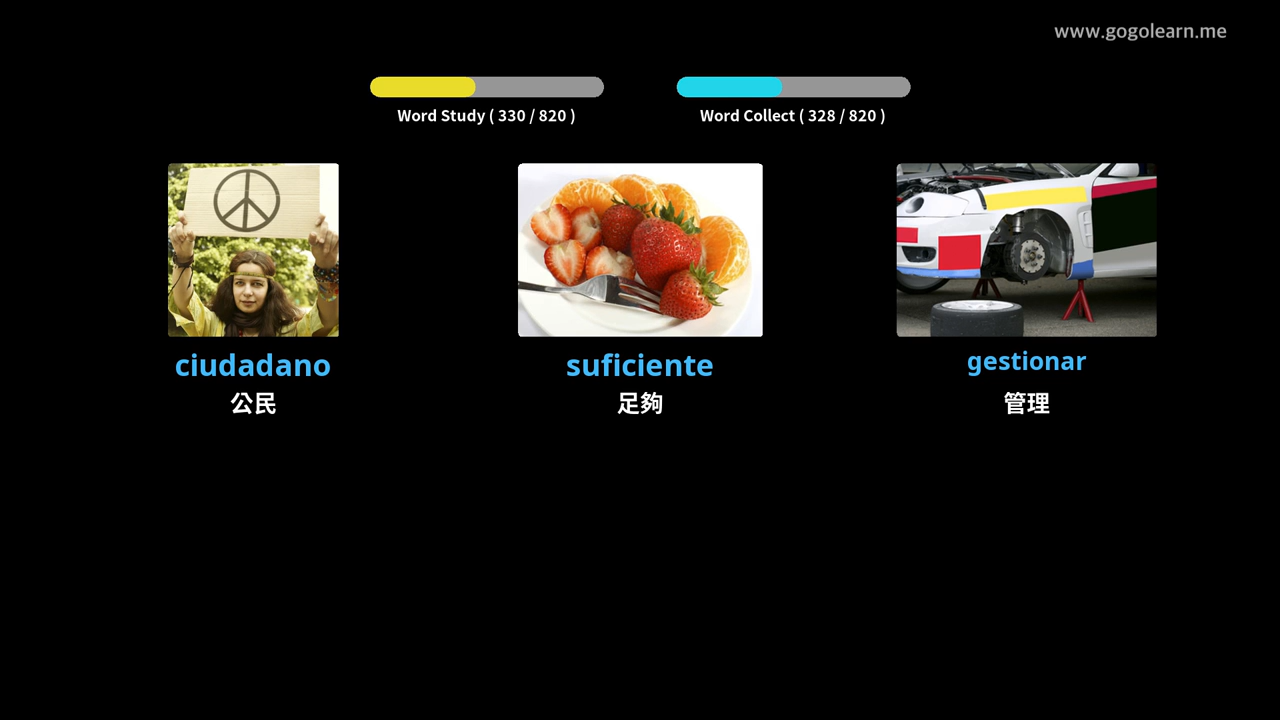 www.gogolearn.me
Word Study ( 330 / 820 )
Word Collect ( 328 / 820 )
ciudadano
公民
suficiente
足夠
gestionar
管理